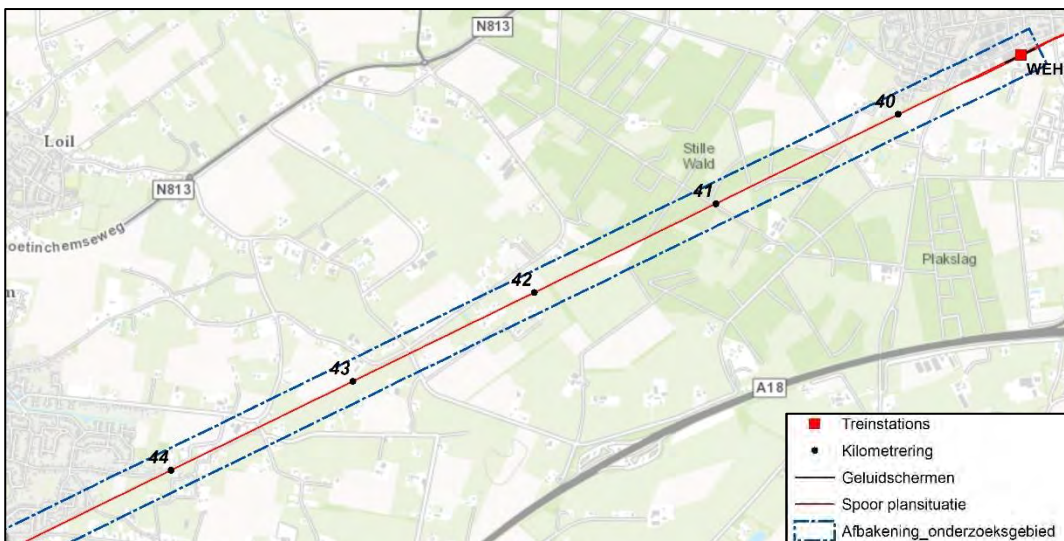 N813
WEH
40
Loil
Stille
Wald
N813
41
oetinchemseweg
Plakslag
42
43
A18
44
Treinstations
Kilometrering
Geluidschermen
Spoor plansituatie
Afbakening_onderzoeksgebied